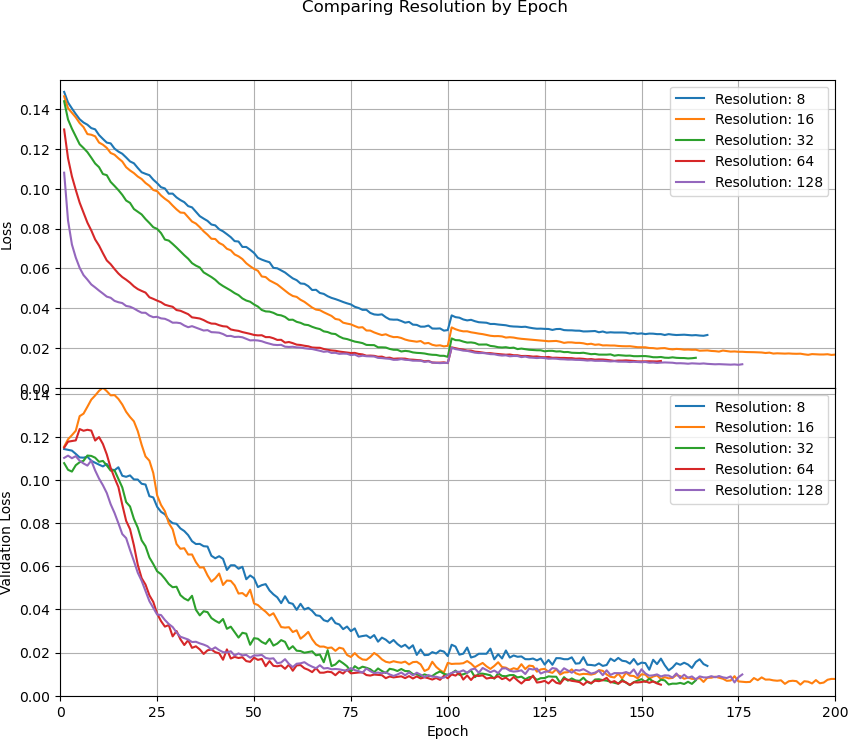 Comparing Resolution by Epoch
Loss
0.14
0.12
0.10
0.08
0.06
0.04
0.02
0.00
Resolution: 8
Resolution: 16
Resolution: 32
Resolution: 64
Resolution: 128
Validation Loss
0.14
0.12
0.10
0.08
0.06
0.04
0.02
0.00
Resolution: 8
Resolution: 16
Resolution: 32
Resolution: 64
Resolution: 128
0 25 50 75 100 125 150 175 200
Epoch